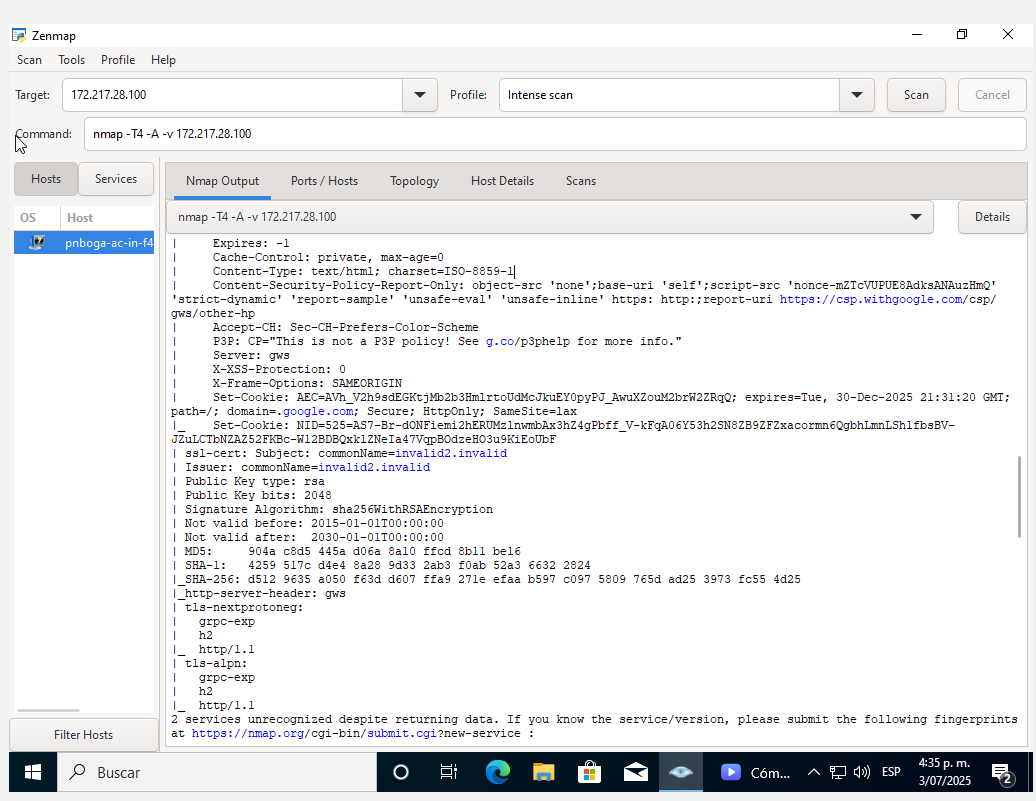 Zenmap
Scan Tools Profile Help
Target: 172.217.28.100 Profile: Intense scan Scan Cancel
Command: nmap -T4 -A -v 172.217.28.100
Hosts Services
Nmap Output Ports / Hosts Topology Host Details Scans
OS Host
nmap -T4 -A -v 172.217.28.100 Details
pnboga-ac-in-f4
| Expires: -1
| Cache-Control: private, max-age=0
| Content-Type: text/html; charset=ISO-8859-1
| Content-Security-Policy-Report-Only: object-src 'none';base-uri 'self';script-src 'nonce-mZTcVUPUE8AdksANAuzHmQ'
'strict-dynamic' 'report-sample' 'unsafe-eval' 'unsafe-inline' https: http:;report-uri https://csp.withgoogle.com/csp/
gws/other-hp
| Accept-CH: Sec-CH-Prefers-Color-Scheme
| P3P: CP="This is not a P3P policy! See g.co/p3phelp for more info."
| Server: gws
| X-XSS-Protection: 0
| X-Frame-Options: SAMEORIGIN
| Set-Cookie: AEC=AVh_V2h9sdEGKtjMb2b3HmlrtoUdMcJkuEY0pyPJ_AwuXZouM2brW2ZRqQ; expires=Tue, 30-Dec-2025 21:31:20 GMT;
path=/; domain=.google.com; Secure; HttpOnly; SameSite=lax
|_ Set-Cookie: NID=525=AS7-Br-dONFiemi2hERUMzlnwmbAx3hZ4gPbff_V-kFqA06Y53h2SN8ZB9ZFZxacormn6QgbhLmnLShlfbsBV-
JZuLCTbNZAZ52FKBc-Wl2BDBQxklZNeIa47VqpBOdzeHO3u9KiEoUbF
| ssl-cert: Subject: commonName=invalid2.invalid
| Issuer: commonName=invalid2.invalid
| Public Key type: rsa
| Public Key bits: 2048
| Signature Algorithm: sha256WithRSAEncryption
| Not valid before: 2015-01-01T00:00:00
| Not valid after: 2030-01-01T00:00:00
| MD5: 904a c8d5 445a d06a 8a10 ffcd 8b11 be16
| SHA-1: 4259 517c d4e4 8a28 9d33 2ab3 f0ab 52a3 6632 2824
|_SHA-256: d512 9635 a050 f63d d607 ffa9 271e efaa b597 c097 5809 765d ad25 3973 fc55 4d25
|_http-server-header: gws
| tls-nextprotoneg:
| grpc-exp
| h2
|_ http/1.1
| tls-alpn:
| grpc-exp
| h2
|_ http/1.1
2 services unrecognized despite returning data. If you know the service/version, please submit the following fingerprints
at https://nmap.org/cgi-bin/submit.cgi?new-service :
Filter Hosts
Buscar Cóm... ESP 4:35 p. m.
3/07/2025
2